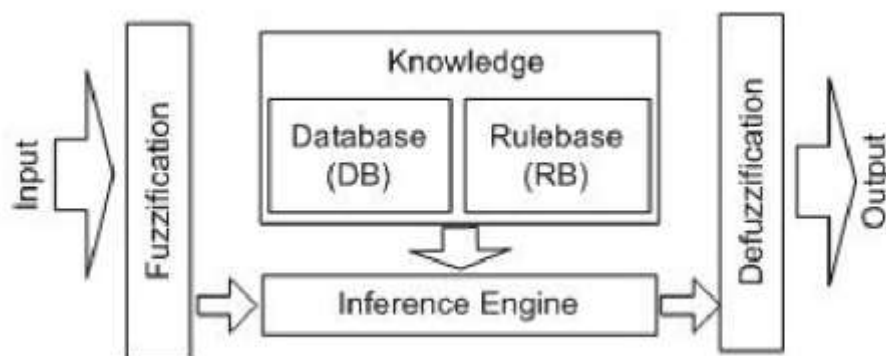 Input
Fuzzification
Knowledge
Database
(DB)
Rulebase
(RB)
Inference Engine
Defuzzification
Output